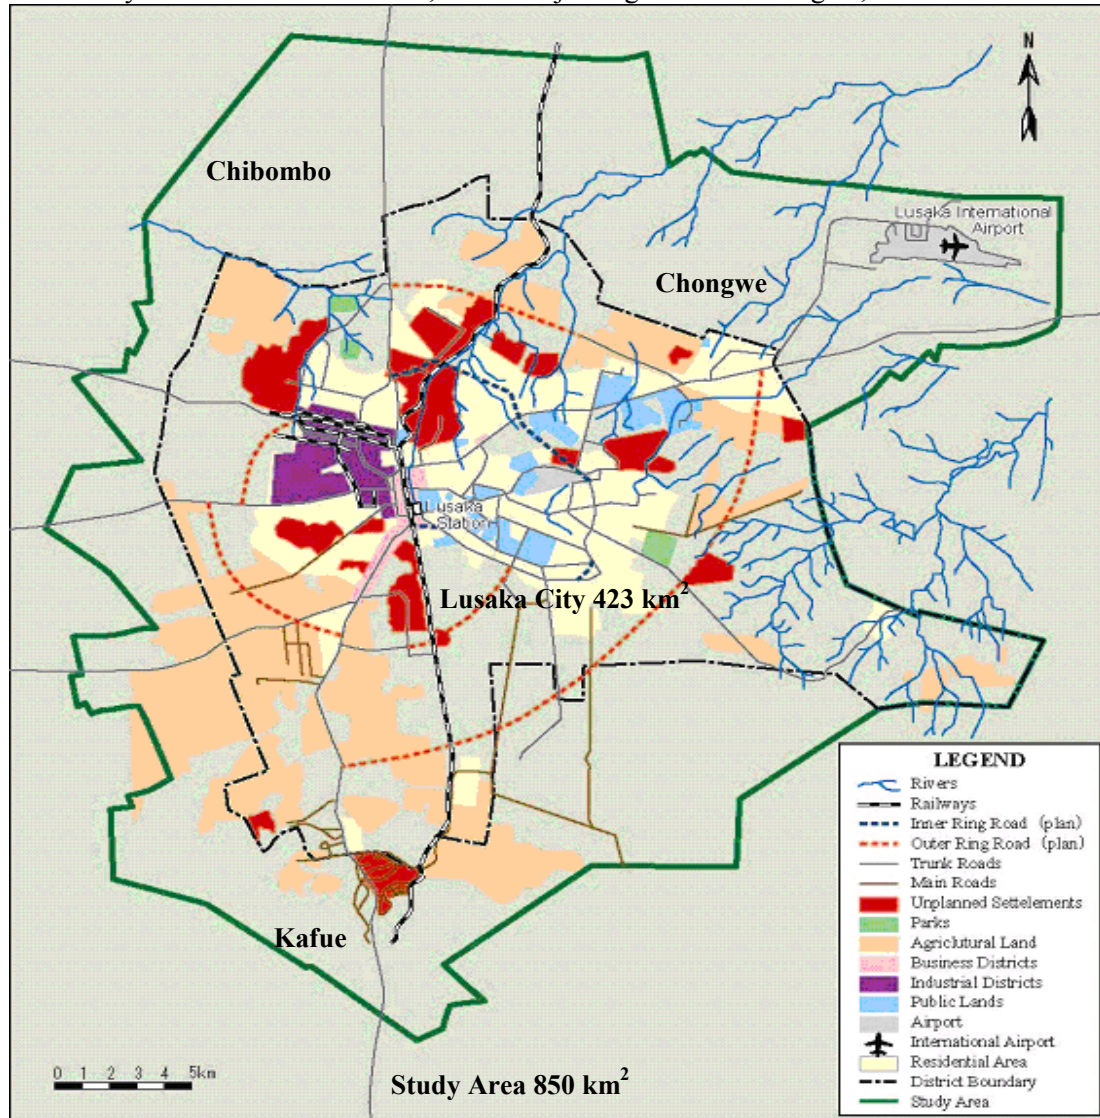 N
Chibombo
Lusaka International
Airport
Chongwe
Lusaka
Station
Lusaka City 423 km²
Kafue
0 1 2 3 4 5km
Study Area 850 km²
LEGEND
Rivers
Railways
Inner Ring Road (plan)
Outer Ring Road (plan)
Trunk Roads
Main Roads
Unplanned Settelements
Parks
Agriclutural Land
Business Districts
Industrial Districts
Public Lands
Airport
International Airport
Residential Area
District Boundary
Study Area